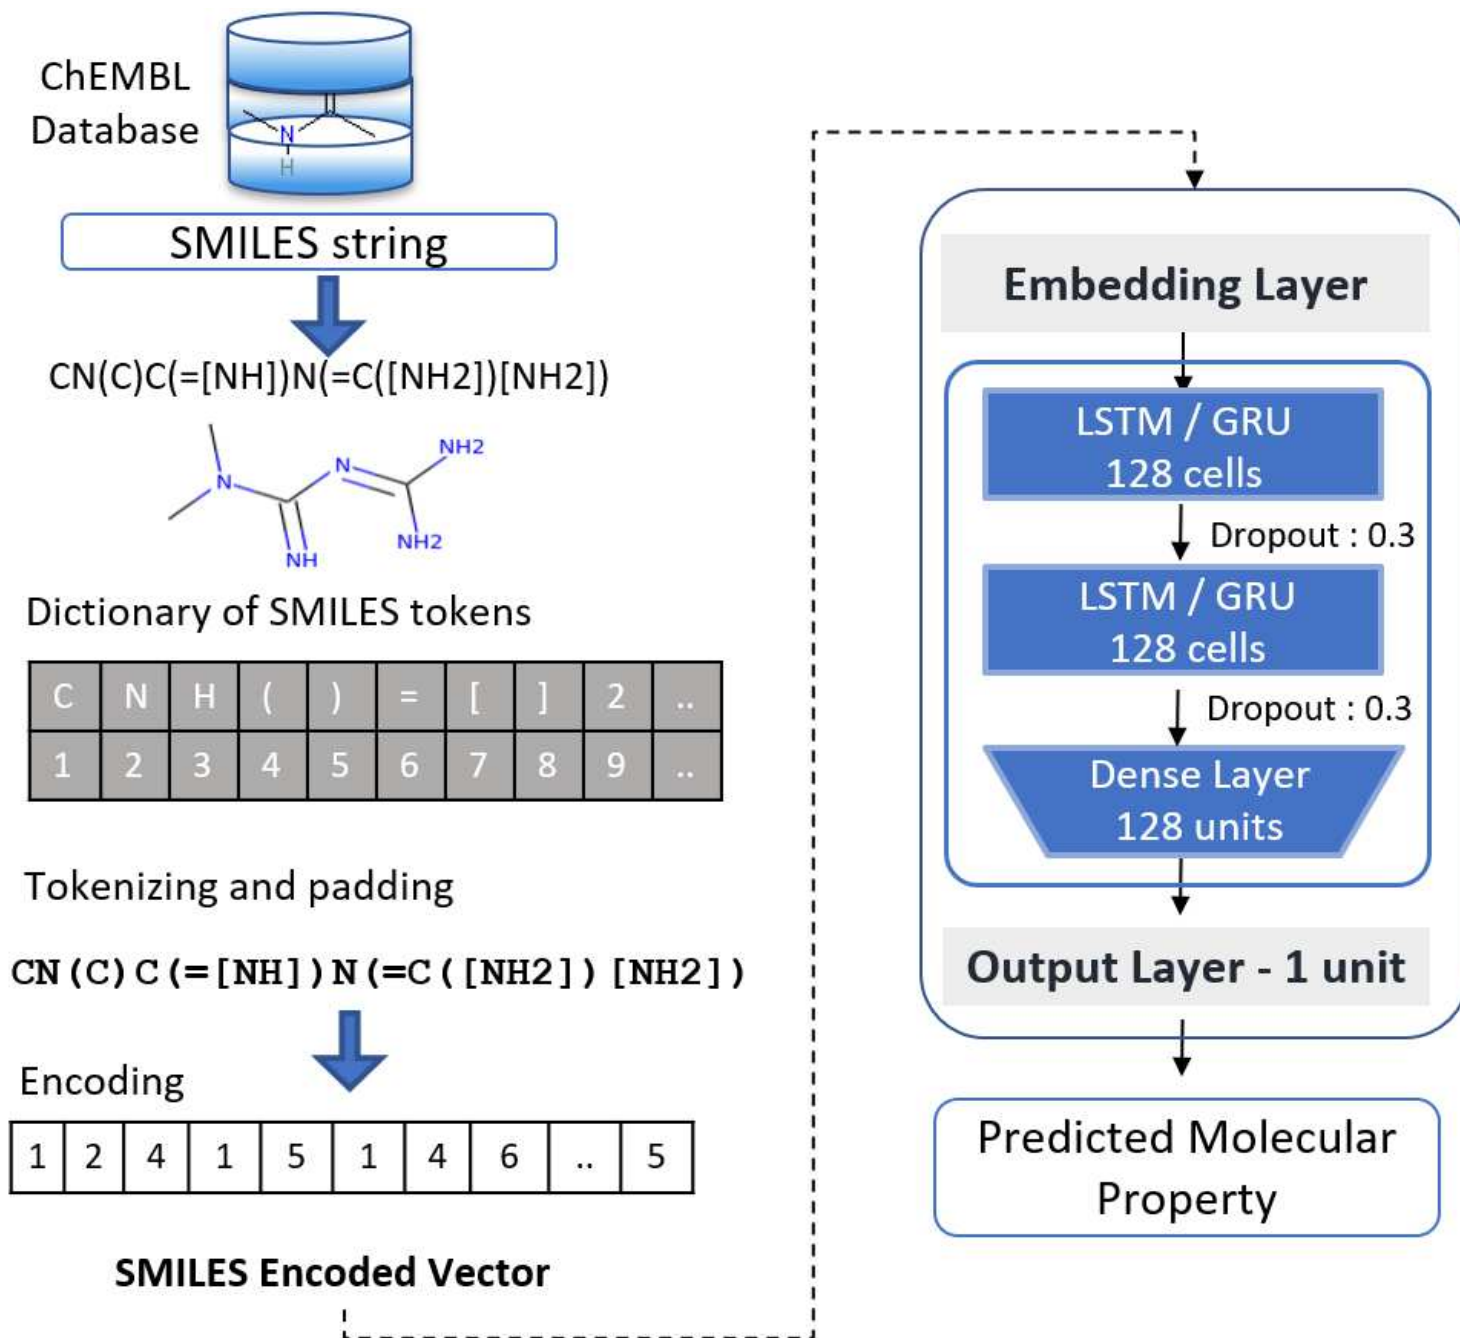 ChEMBL
Database
N
H
SMILES string
CN(C)C(=[NH])N(=C([NH2])[NH2])
N
N
NH2
NH2
NH
Dictionary of SMILES tokens
C N H ( ) = [ ] 2 ..
1 2 3 4 5 6 7 8 9 ..
Tokenizing and padding
CN(C)C(=[NH])N(=C([NH2])[NH2])
Encoding
1 2 4 1 5 1 4 6 .. 5
SMILES Encoded Vector
Embedding Layer
LSTM / GRU
128 cells
Dropout : 0.3
LSTM / GRU
128 cells
Dropout : 0.3
Dense Layer
128 units
Output Layer - 1 unit
Predicted Molecular
Property